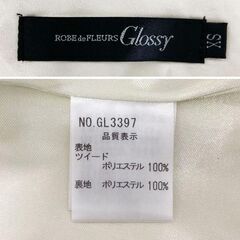 ROBE de FLEURS Glossy
XS
NO.GL3397
品質表示
表地
ツイード
ポリエステル 100%
裏地 ポリエステル 100%